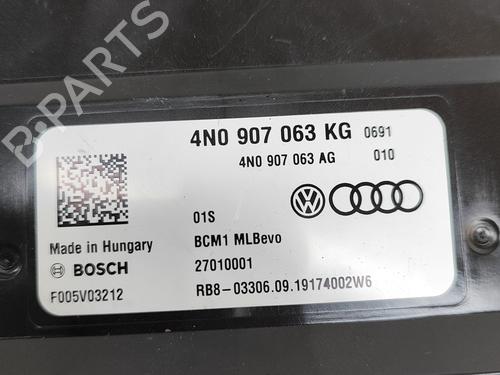 B-PARTS
4N0 907 063 KG 0691
4N0 907 063 AG 010
01S
Made in Hungary
BCM1 MLBevo
BOSCH
27010001
F005V03212
RB8-03306.09.19174002W6